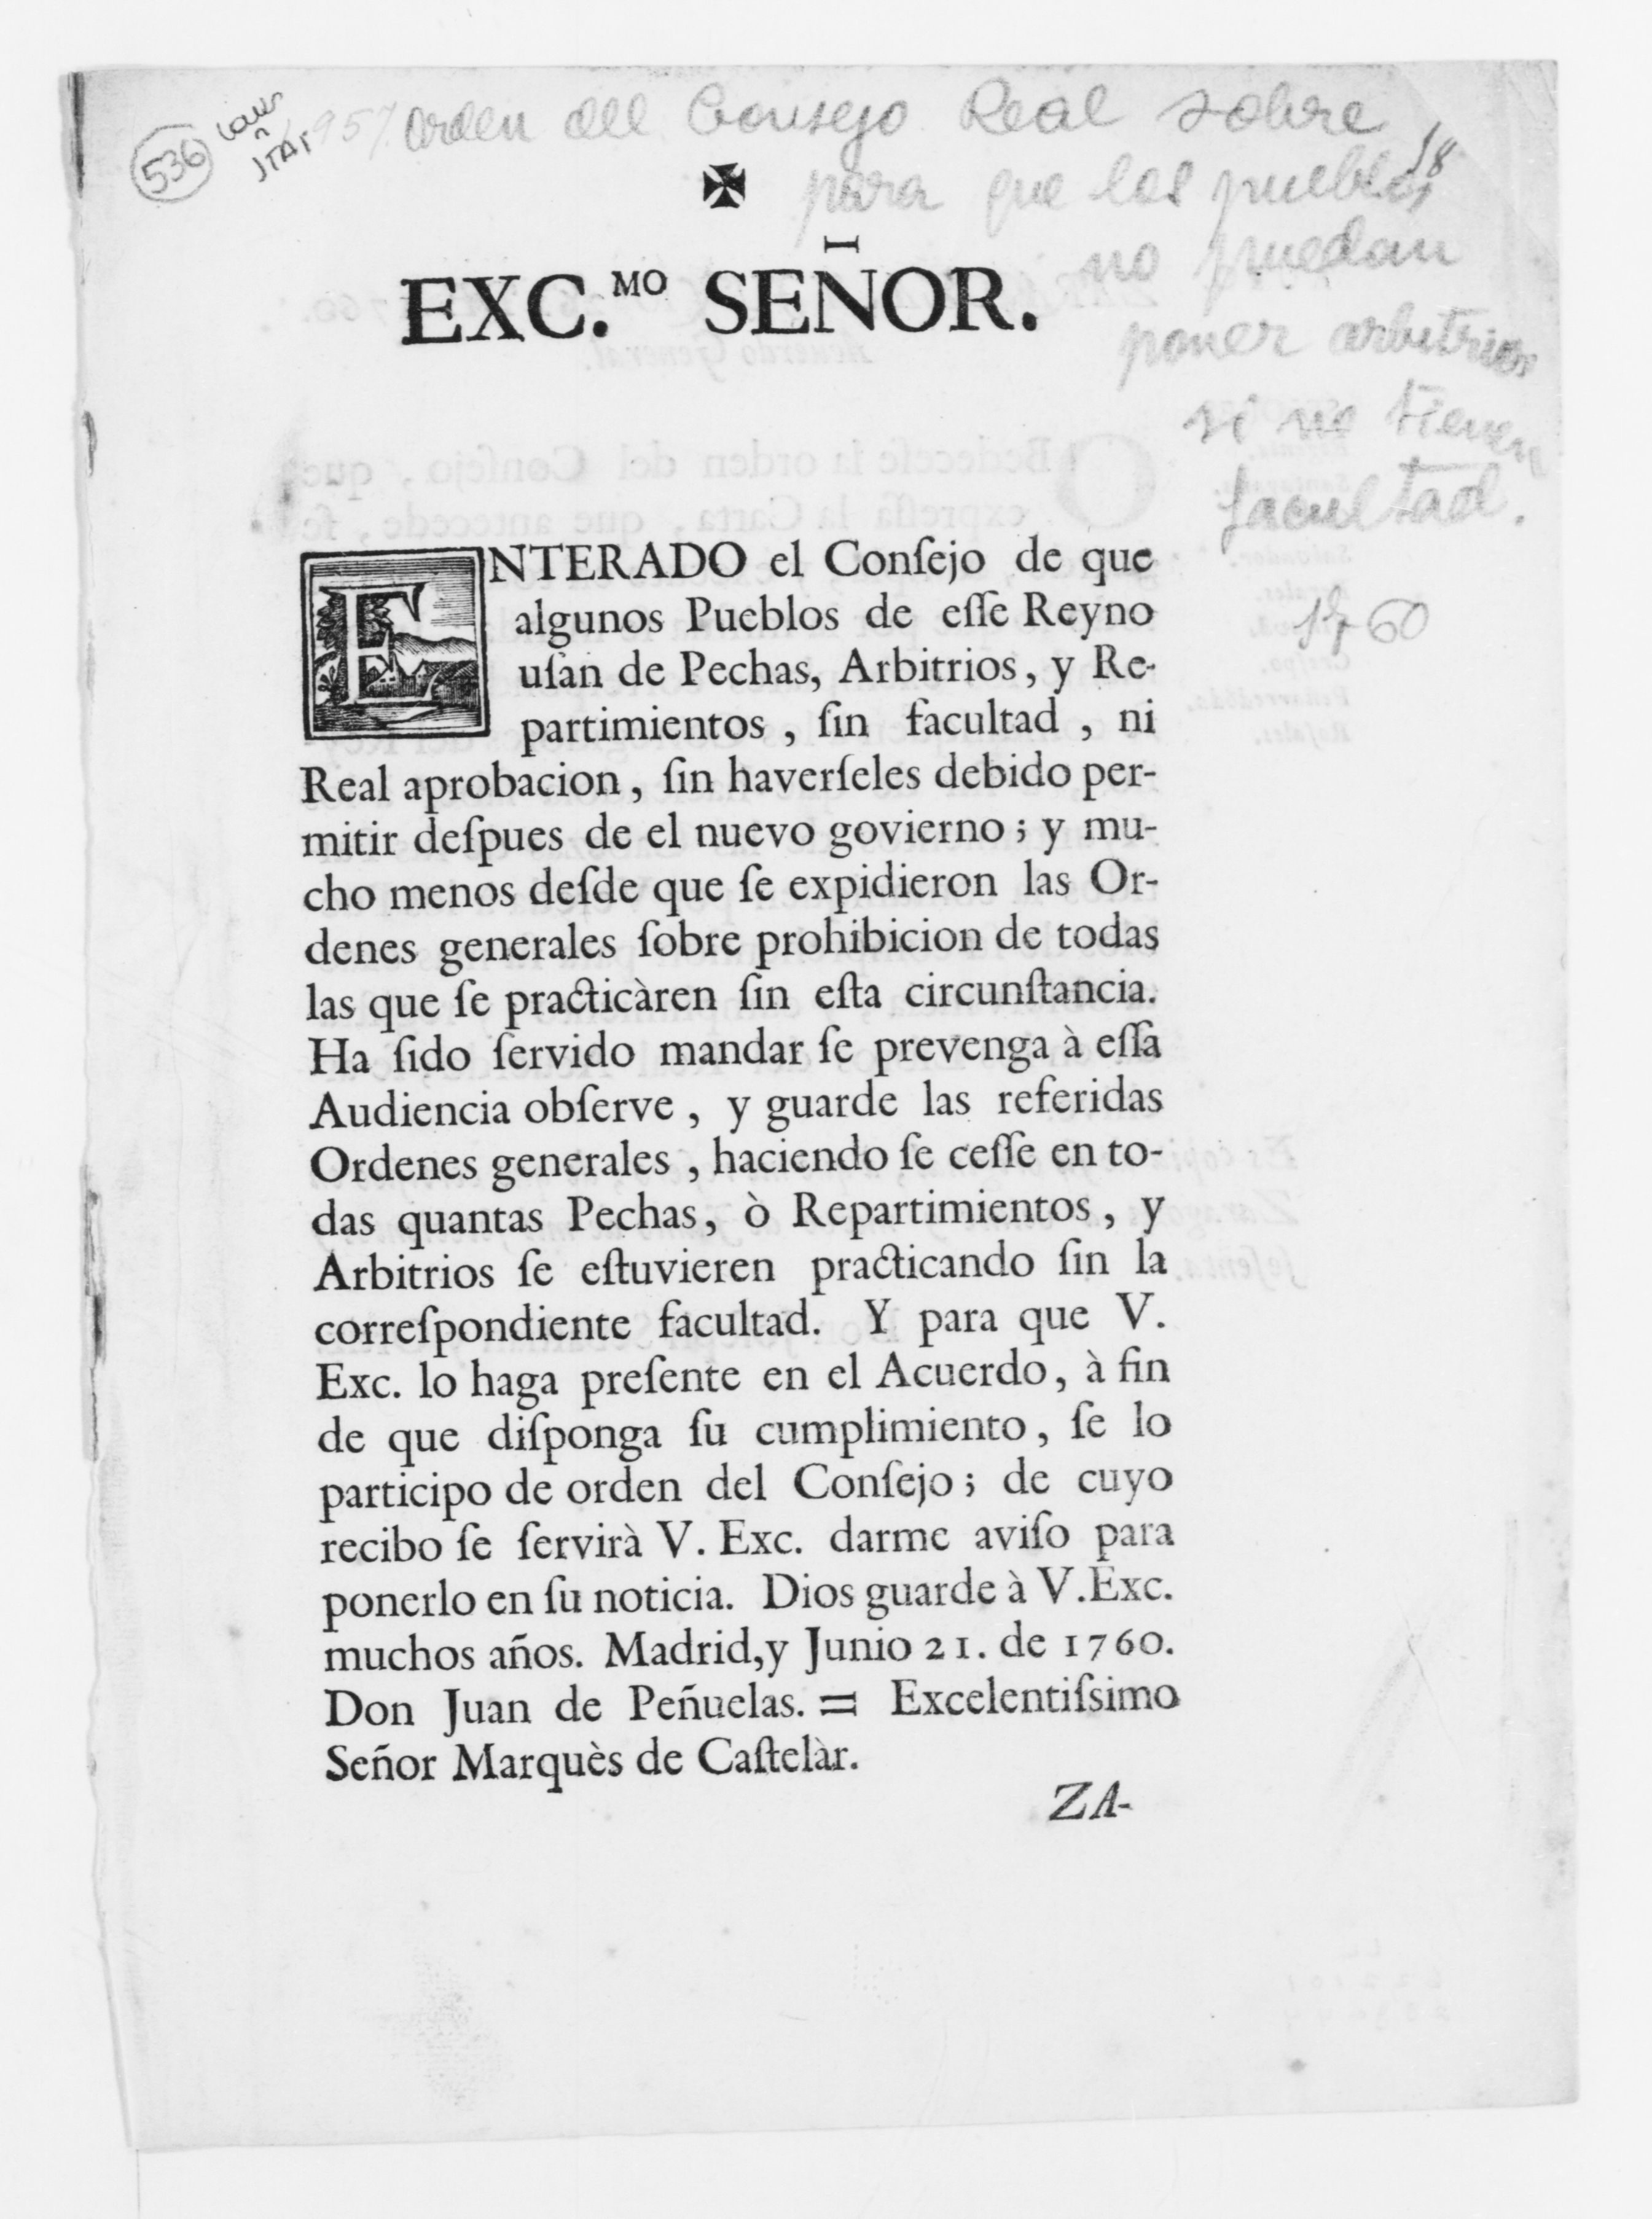 536
957. Orden del Consejo Real sobre
18
para que los pueblos
no puedan
poner arbitrios
si no tienen
facultad.
1760
✠
EXC.ᴹᴼ SEÑOR.
ENTERADO el Conſejo de que
algunos Pueblos de eſſe Reyno
uſan de Pechas, Arbitrios, y Re-
partimientos, ſin facultad, ni
Real aprobacion, ſin haverſeles debido per-
mitir deſpues de el nuevo govierno; y mu-
cho menos deſde que ſe expidieron las Or-
denes generales ſobre prohibicion de todas
las que ſe practicàren ſin eſta circunſtancia.
Ha ſido ſervido mandar ſe prevenga à eſſa
Audiencia obſerve, y guarde las referidas
Ordenes generales, haciendo ſe ceſſe en to-
das quantas Pechas, ò Repartimientos, y
Arbitrios ſe eſtuvieren practicando ſin la
correſpondiente facultad. Y para que V.
Exc. lo haga preſente en el Acuerdo, à fin
de que diſponga ſu cumplimiento, ſe lo
participo de orden del Conſejo; de cuyo
recibo ſe ſervirà V. Exc. darme aviſo para
ponerlo en ſu noticia. Dios guarde à V. Exc.
muchos años. Madrid, y Junio 21. de 1760.
Don Juan de Peñuelas. = Excelentiſsimo
Señor Marquès de Caſtelàr.
ZA-